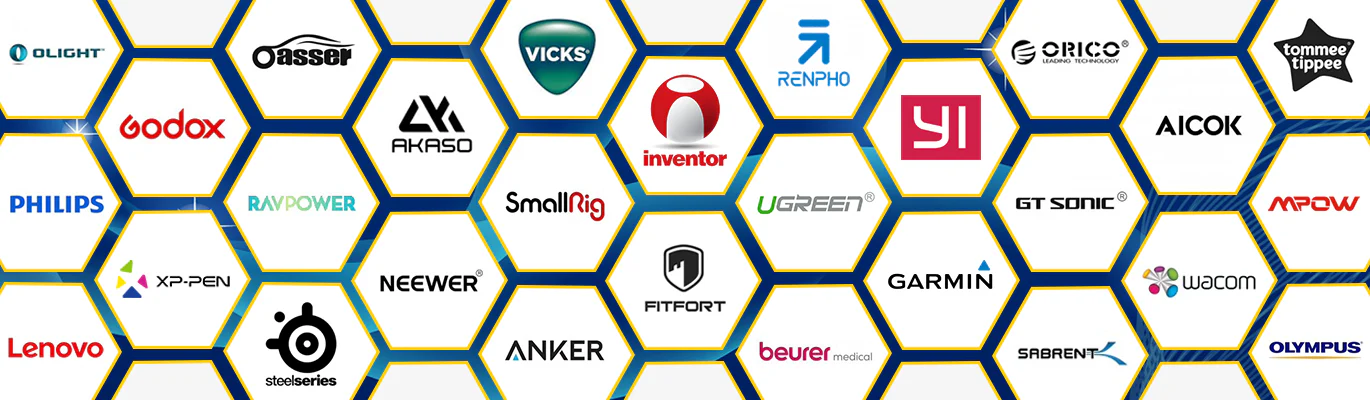 OLIGHT™
Oasser
VICKS®
RENPHO
ORICO®
LEADING TECHNOLOGY
tommee®
tippee
GODOX
AKASO
inventor
YI
AICOK
PHILIPS
RAVPOWER
SmallRig
UGREEN®
GT SONIC®
MPOW
XP-PEN
NEEWER®
FITFORT
GARMIN
wacom
Lenovo
steelseries
ANKER
beurer medical
SABRENT
OLYMPUS®